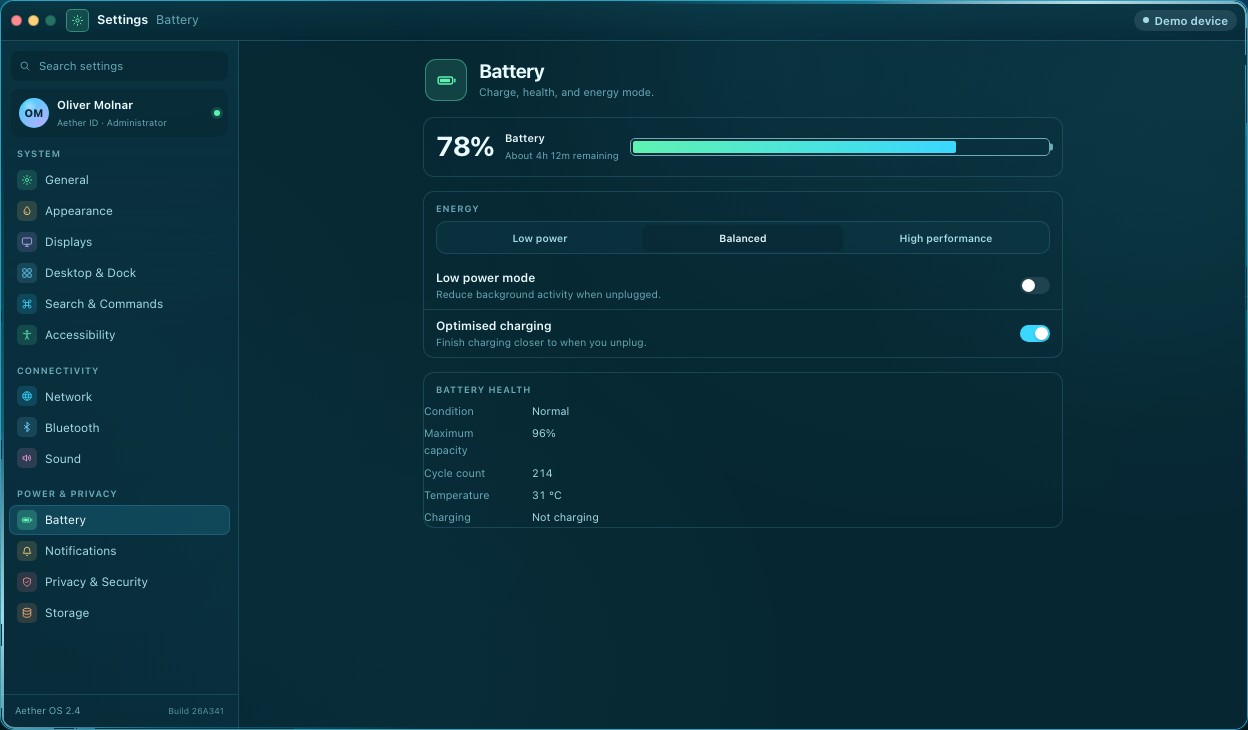 Settings Battery
Demo device
Search settings
OM
Oliver Molnar
Aether ID · Administrator
SYSTEM
General
Appearance
Displays
Desktop & Dock
Search & Commands
Accessibility
CONNECTIVITY
Network
Bluetooth
Sound
POWER & PRIVACY
Battery
Notifications
Privacy & Security
Storage
Aether OS 2.4
Build 26A341
Battery
Charge, health, and energy mode.
78%
Battery
About 4h 12m remaining
ENERGY
Low power
Balanced
High performance
Low power mode
Reduce background activity when unplugged.
Optimised charging
Finish charging closer to when you unplug.
BATTERY HEALTH
Condition Normal
Maximum 96%
capacity
Cycle count 214
Temperature 31 °C
Charging Not charging